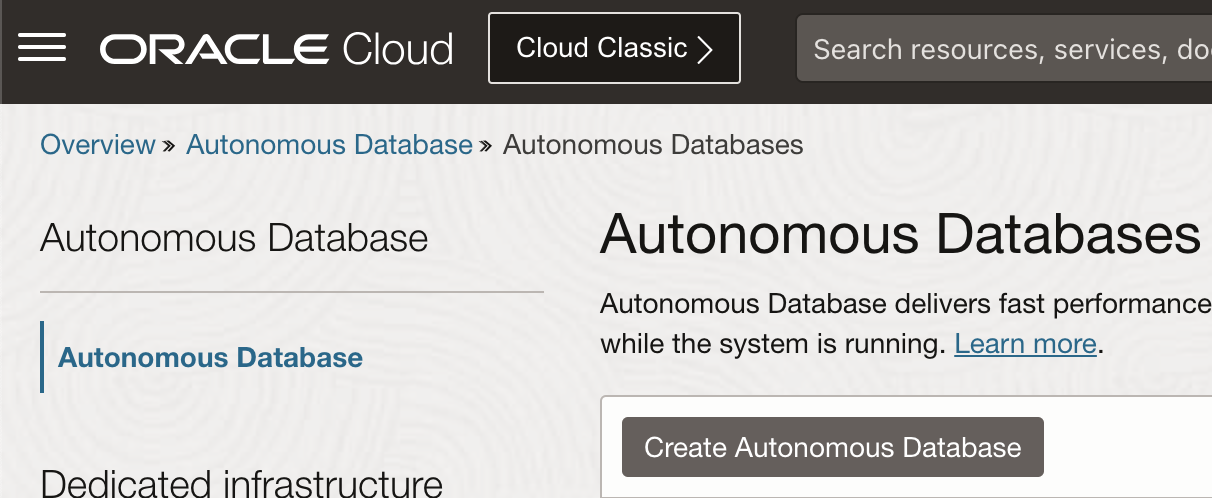 ORACLE Cloud
Cloud Classic
Search resources, services, do
Overview » Autonomous Database » Autonomous Databases
Autonomous Database
Autonomous Database
Dedicated infrastructure
Autonomous Databases
Autonomous Database delivers fast performance
while the system is running. Learn more.
Create Autonomous Database